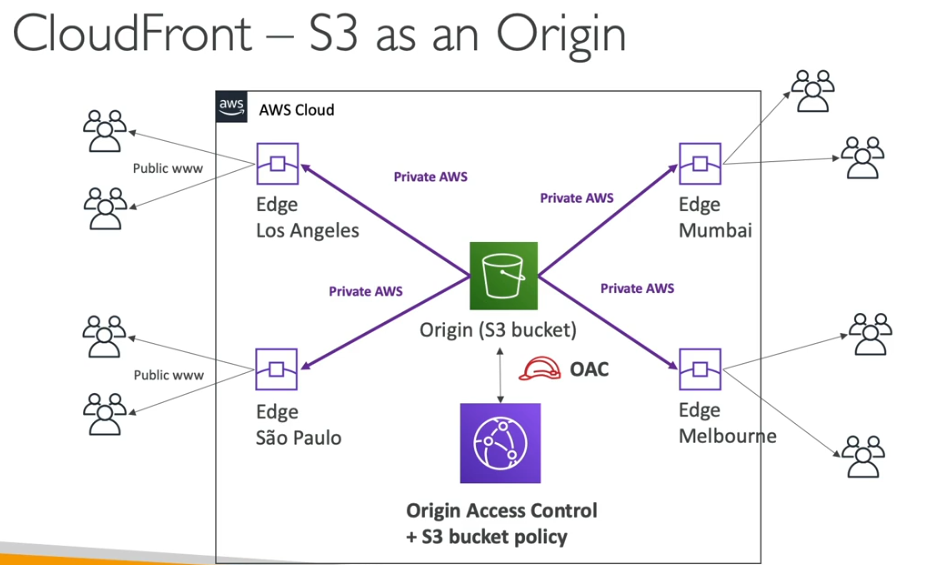 CloudFront – S3 as an Origin
aws
AWS Cloud
Public www
Private AWS
Private AWS
Edge
Los Angeles
Edge
Mumbai
Private AWS
Private AWS
Origin (S3 bucket)
OAC
Public www
Edge
São Paulo
Edge
Melbourne
Origin Access Control
+ S3 bucket policy